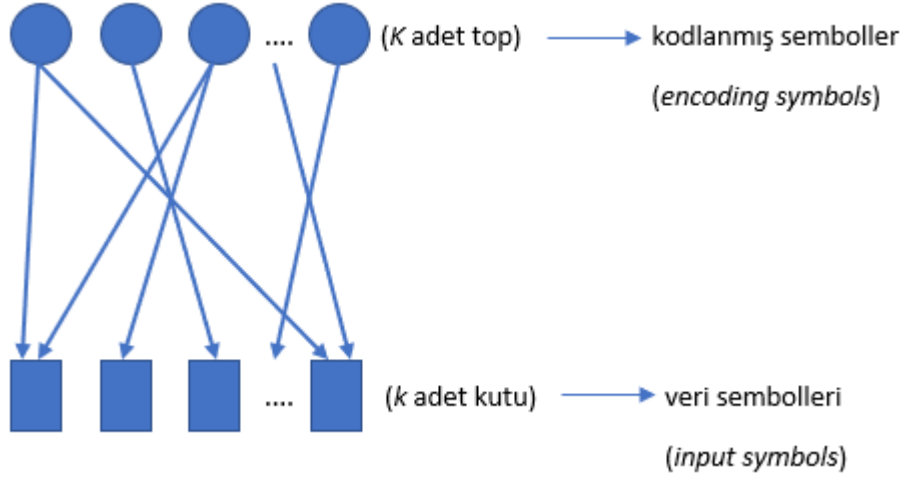 .... (K adet top) kodlanmış semboller
(encoding symbols)
.... (k adet kutu) veri sembolleri
(input symbols)